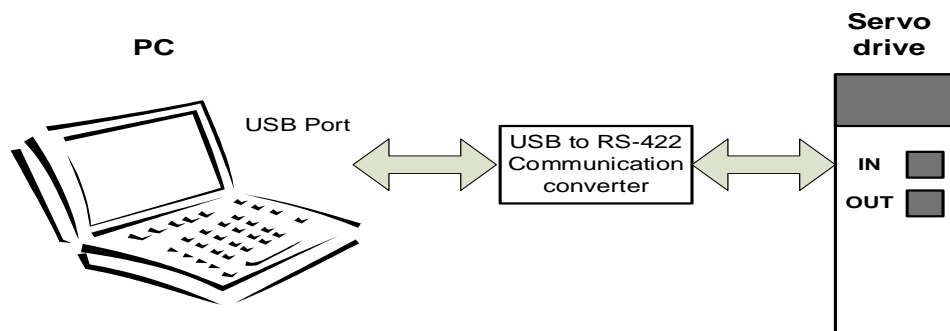 PC
USB Port
USB to RS-422
Communication
converter
Servo
drive
IN
OUT